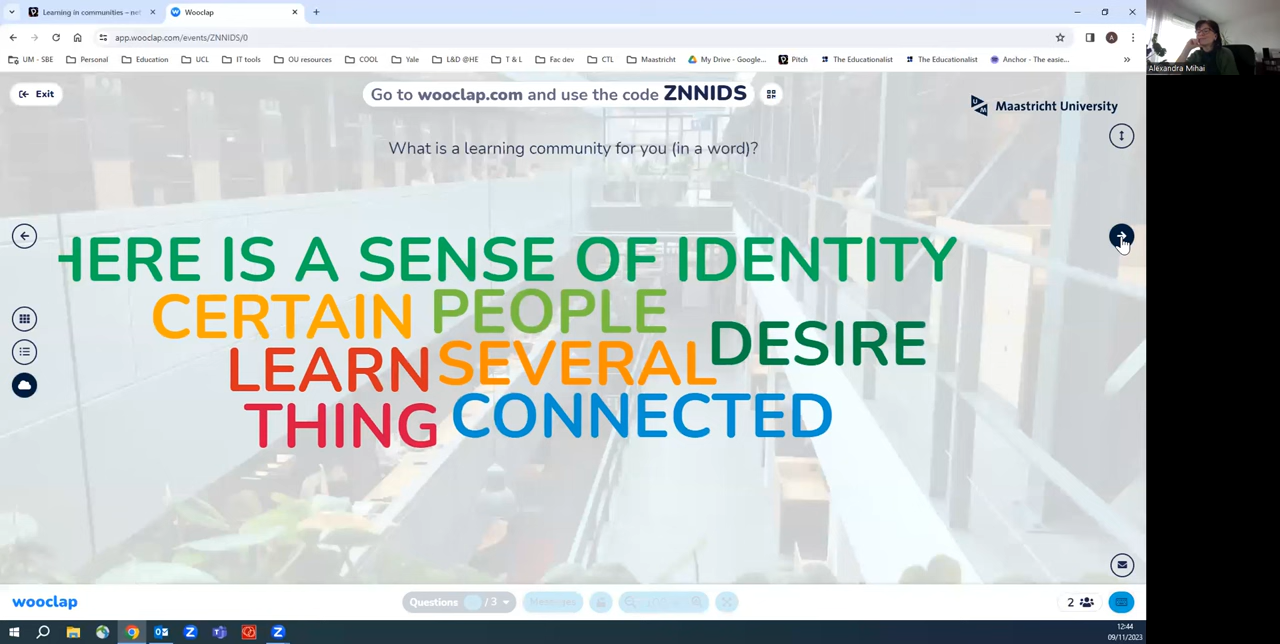 Learning in communities – ne
Wooclap
app.wooclap.com/events/ZNNIDS/0
UM - SBE
Personal
Education
UCL
IT tools
OU resources
COOL
Yale
L&D @HE
T & L
Fac dev
CTL
Maastricht
My Drive - Google...
Pitch
The Educationalist
The Educationalist
Anchor - The easie...
Alexandra Mihai
Exit
Go to wooclap.com and use the code ZNNIDS
Maastricht University
What is a learning community for you (in a word)?
HERE IS A SENSE OF IDENTITY
CERTAIN PEOPLE
DESIRE
LEARN SEVERAL
THING CONNECTED
wooclap
Questions / 3
Messages
2
12:44
09/11/2023